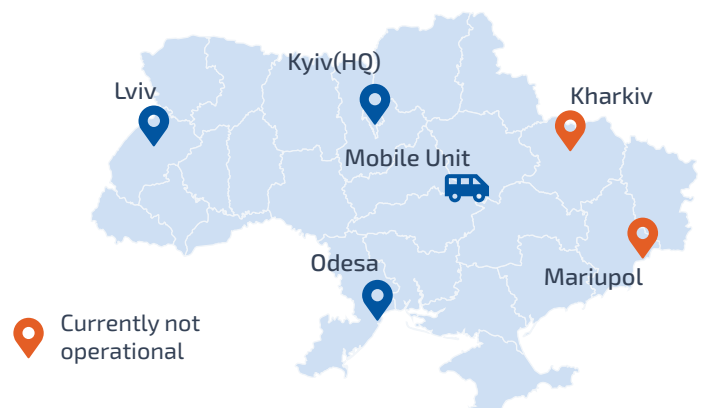 Kyiv(HQ)
Lviv
Kharkiv
Mobile Unit
Odesa
Mariupol
Currently not
operational